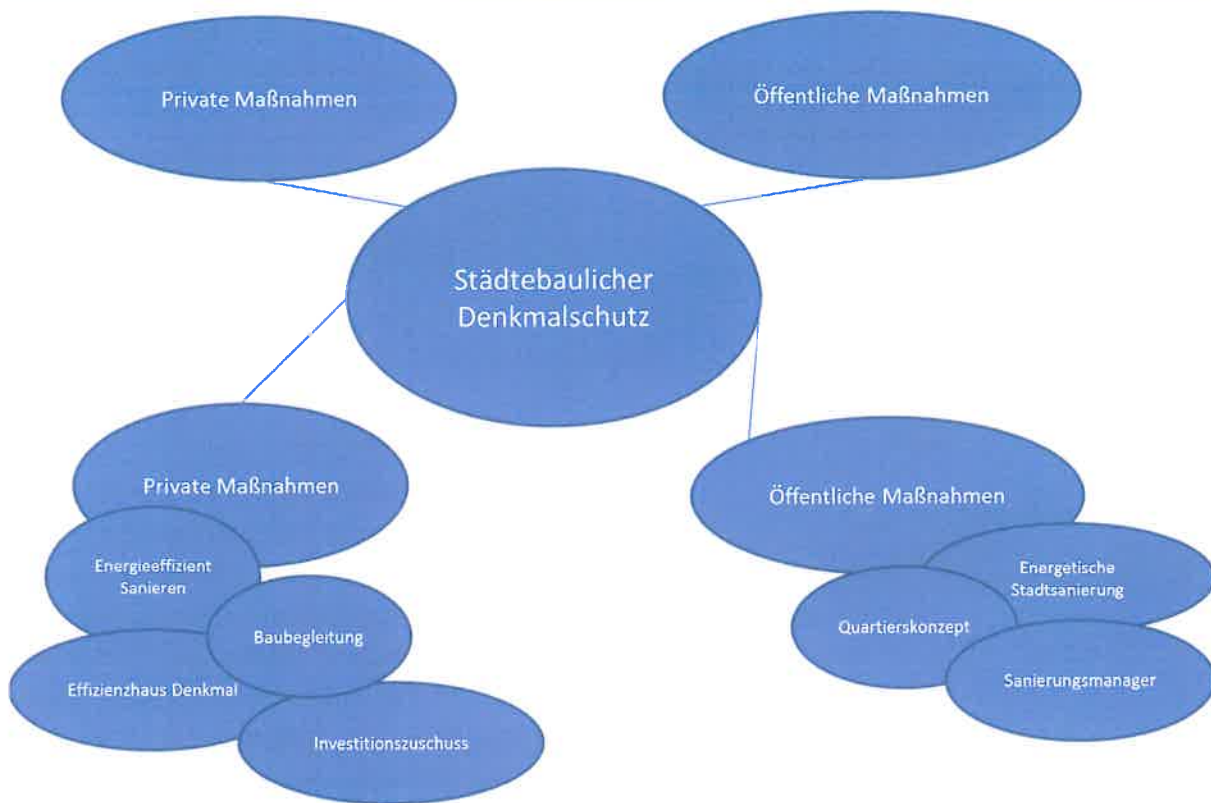 Private Maßnahmen
Öffentliche Maßnahmen
Städtebaulicher
Denkmalschutz
Private Maßnahmen
Energieeffizient
Sanieren
Baubegleitung
Effizienzhaus Denkmal
Investitionszuschuss
Öffentliche Maßnahmen
Energetische
Stadtsanierung
Quartierskonzept
Sanierungsmanager